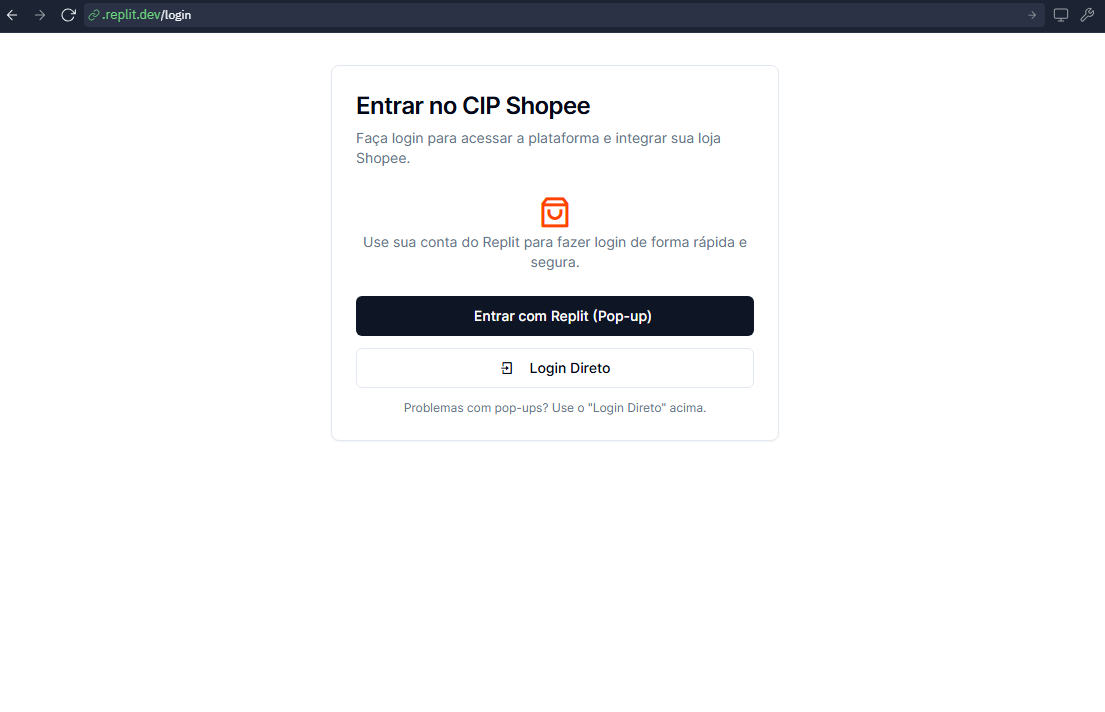 .replit.dev/login
Entrar no CIP Shopee
Faça login para acessar a plataforma e integrar sua loja
Shopee.
Use sua conta do Replit para fazer login de forma rápida e
segura.
Entrar com Replit (Pop-up)
Login Direto
Problemas com pop-ups? Use o "Login Direto" acima.